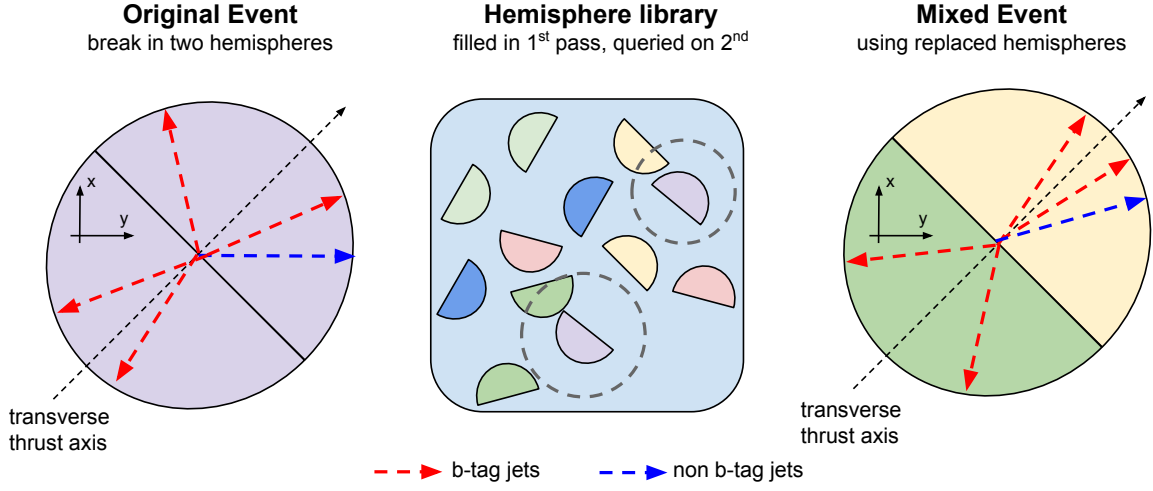 Original Event
break in two hemispheres
Hemisphere library
filled in 1st pass, queried on 2nd
Mixed Event
using replaced hemispheres
x
y
transverse
thrust axis
x
y
transverse
thrust axis
b-tag jets
non b-tag jets